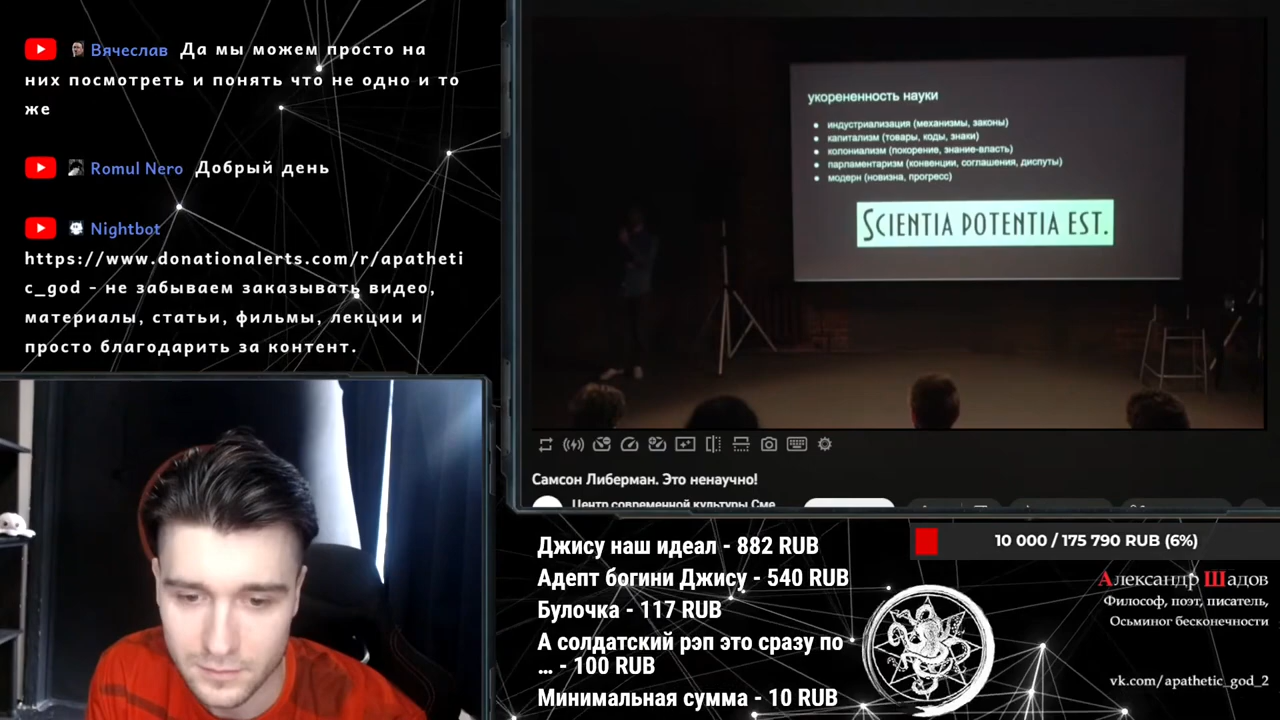 Вячеслав Да мы можем просто на
них посмотреть и понять что не одно и то
же
Romul Nero Добрый день
Nightbot
https://www.donationalerts.com/r/apatheti
c_god - не забываем заказывать видео,
материалы, статьи, фильмы, лекции и
просто благодарить за контент.
укорененность науки
● индустриализация (механизмы, законы)
● капитализм (товары, коды, знаки)
● колониализм (покорение, знание-власть)
● парламентаризм (конвенции, соглашения, диспуты)
● модерн (новизна, прогресс)
SCIENTIA POTENTIA EST.
Самсон Либерман. Это ненаучно!
Центр современной культуры Сме
Джису наш идеал - 882 RUB
Адепт богини Джису - 540 RUB
Булочка - 117 RUB
А солдатский рэп это сразу по
... - 100 RUB
Минимальная сумма - 10 RUB
10 000 / 175 790 RUB (6%)
Александр Шадов
Философ, поэт, писатель,
Осьминог бесконечности
vk.com/apathetic_god_2